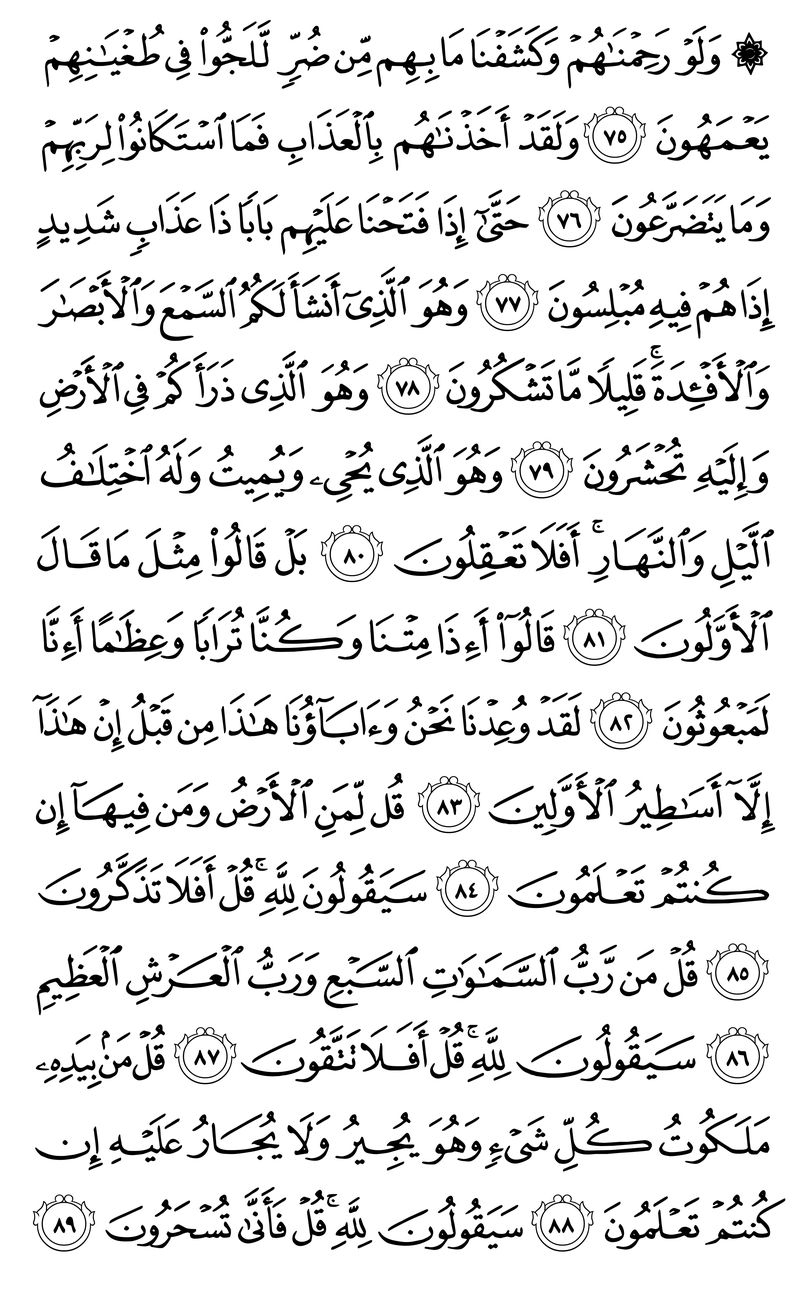 ۞ وَلَوْ رَحِمْنَٰهُمْ وَكَشَفْنَا مَا بِهِم مِّن ضُرٍّ لَّلَجُّوا۟ فِى طُغْيَٰنِهِمْ
يَعْمَهُونَ ٧٥ وَلَقَدْ أَخَذْنَٰهُم بِٱلْعَذَابِ فَمَا ٱسْتَكَانُوا۟ لِرَبِّهِمْ
وَمَا يَتَضَرَّعُونَ ٧٦ حَتَّىٰٓ إِذَا فَتَحْنَا عَلَيْهِم بَابًا ذَا عَذَابٍ شَدِيدٍ
إِذَا هُمْ فِيهِ مُبْلِسُونَ ٧٧ وَهُوَ ٱلَّذِىٓ أَنشَأَ لَكُمُ ٱلسَّمْعَ وَٱلْأَبْصَٰرَ
وَٱلْأَفْـِٔدَةَ ۚ قَلِيلًا مَّا تَشْكُرُونَ ٧٨ وَهُوَ ٱلَّذِى ذَرَأَكُمْ فِى ٱلْأَرْضِ
وَإِلَيْهِ تُحْشَرُونَ ٧٩ وَهُوَ ٱلَّذِى يُحْىِۦ وَيُمِيتُ وَلَهُ ٱخْتِلَٰفُ
ٱلَّيْلِ وَٱلنَّهَارِ ۚ أَفَلَا تَعْقِلُونَ ٨٠ بَلْ قَالُوا۟ مِثْلَ مَا قَالَ
ٱلْأَوَّلُونَ ٨١ قَالُوٓا۟ أَءِذَا مِتْنَا وَكُنَّا تُرَابًا وَعِظَٰمًا أَءِنَّا
لَمَبْعُوثُونَ ٨٢ لَقَدْ وُعِدْنَا نَحْنُ وَءَابَآؤُنَا هَٰذَا مِن قَبْلُ إِنْ هَٰذَآ
إِلَّآ أَسَٰطِيرُ ٱلْأَوَّلِينَ ٨٣ قُل لِّمَنِ ٱلْأَرْضُ وَمَن فِيهَآ إِن
كُنتُمْ تَعْلَمُونَ ٨٤ سَيَقُولُونَ لِلَّهِ ۚ قُلْ أَفَلَا تَذَكَّرُونَ
٨٥ قُلْ مَن رَّبُّ ٱلسَّمَٰوَٰتِ ٱلسَّبْعِ وَرَبُّ ٱلْعَرْشِ ٱلْعَظِيمِ
٨٦ سَيَقُولُونَ لِلَّهِ ۚ قُلْ أَفَلَا تَتَّقُونَ ٨٧ قُلْ مَنۢ بِيَدِهِۦ
مَلَكُوتُ كُلِّ شَىْءٍ وَهُوَ يُجِيرُ وَلَا يُجَارُ عَلَيْهِ إِن
كُنتُمْ تَعْلَمُونَ ٨٨ سَيَقُولُونَ لِلَّهِ ۚ قُلْ فَأَنَّىٰ تُسْحَرُونَ ٨٩